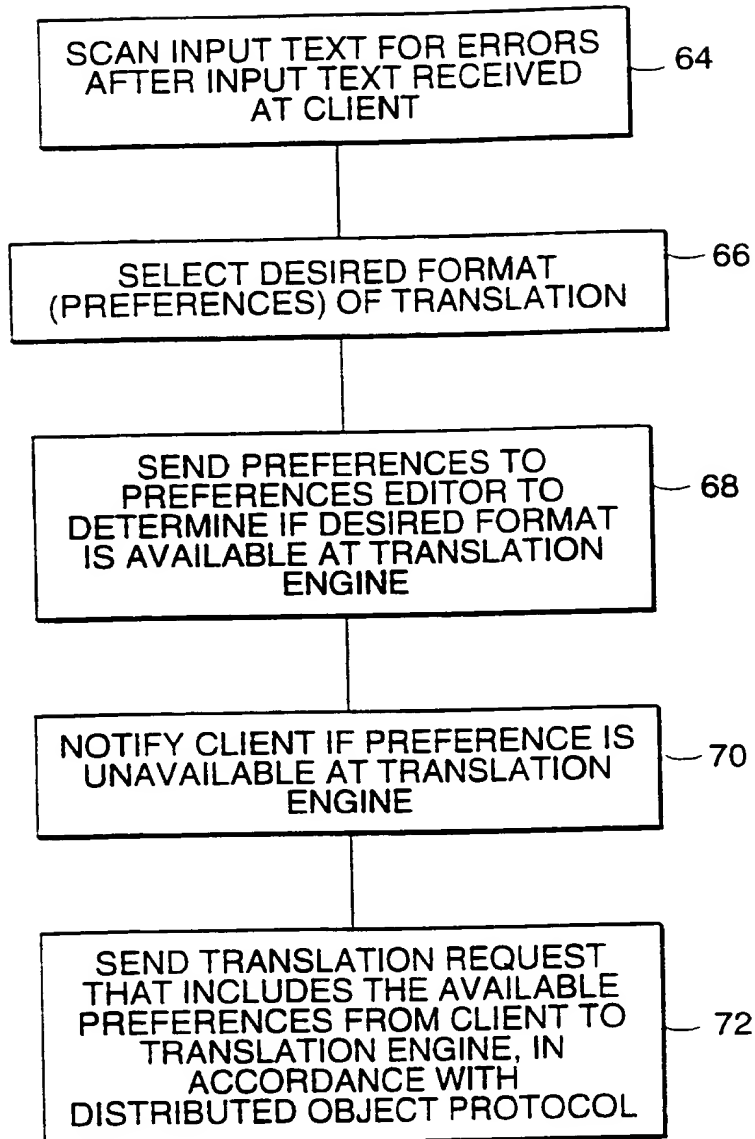 SCAN INPUT TEXT FOR ERRORS
AFTER INPUT TEXT RECEIVED
AT CLIENT
64
SELECT DESIRED FORMAT
(PREFERENCES) OF TRANSLATION
66
SEND PREFERENCES TO
PREFERENCES EDITOR TO
DETERMINE IF DESIRED FORMAT
IS AVAILABLE AT TRANSLATION
ENGINE
68
NOTIFY CLIENT IF PREFERENCE IS
UNAVAILABLE AT TRANSLATION
ENGINE
70
SEND TRANSLATION REQUEST
THAT INCLUDES THE AVAILABLE
PREFERENCES FROM CLIENT TO
TRANSLATION ENGINE, IN
ACCORDANCE WITH
DISTRIBUTED OBJECT PROTOCOL
72